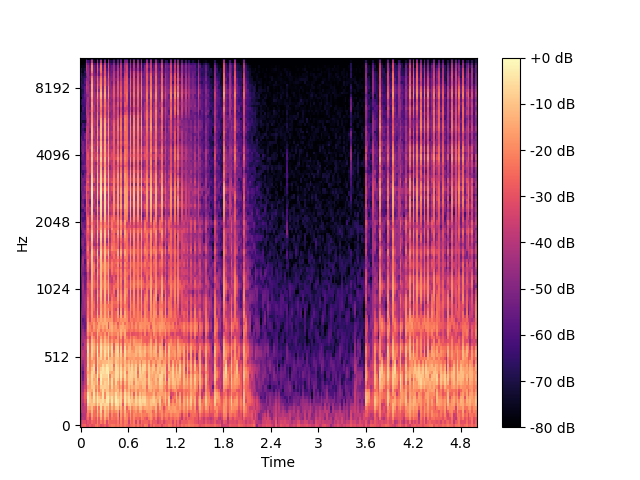 8192
4096
2048
1024
512
0
Hz
0 0.6 1.2 1.8 2.4 3 3.6 4.2 4.8
Time
+0 dB
-10 dB
-20 dB
-30 dB
-40 dB
-50 dB
-60 dB
-70 dB
-80 dB